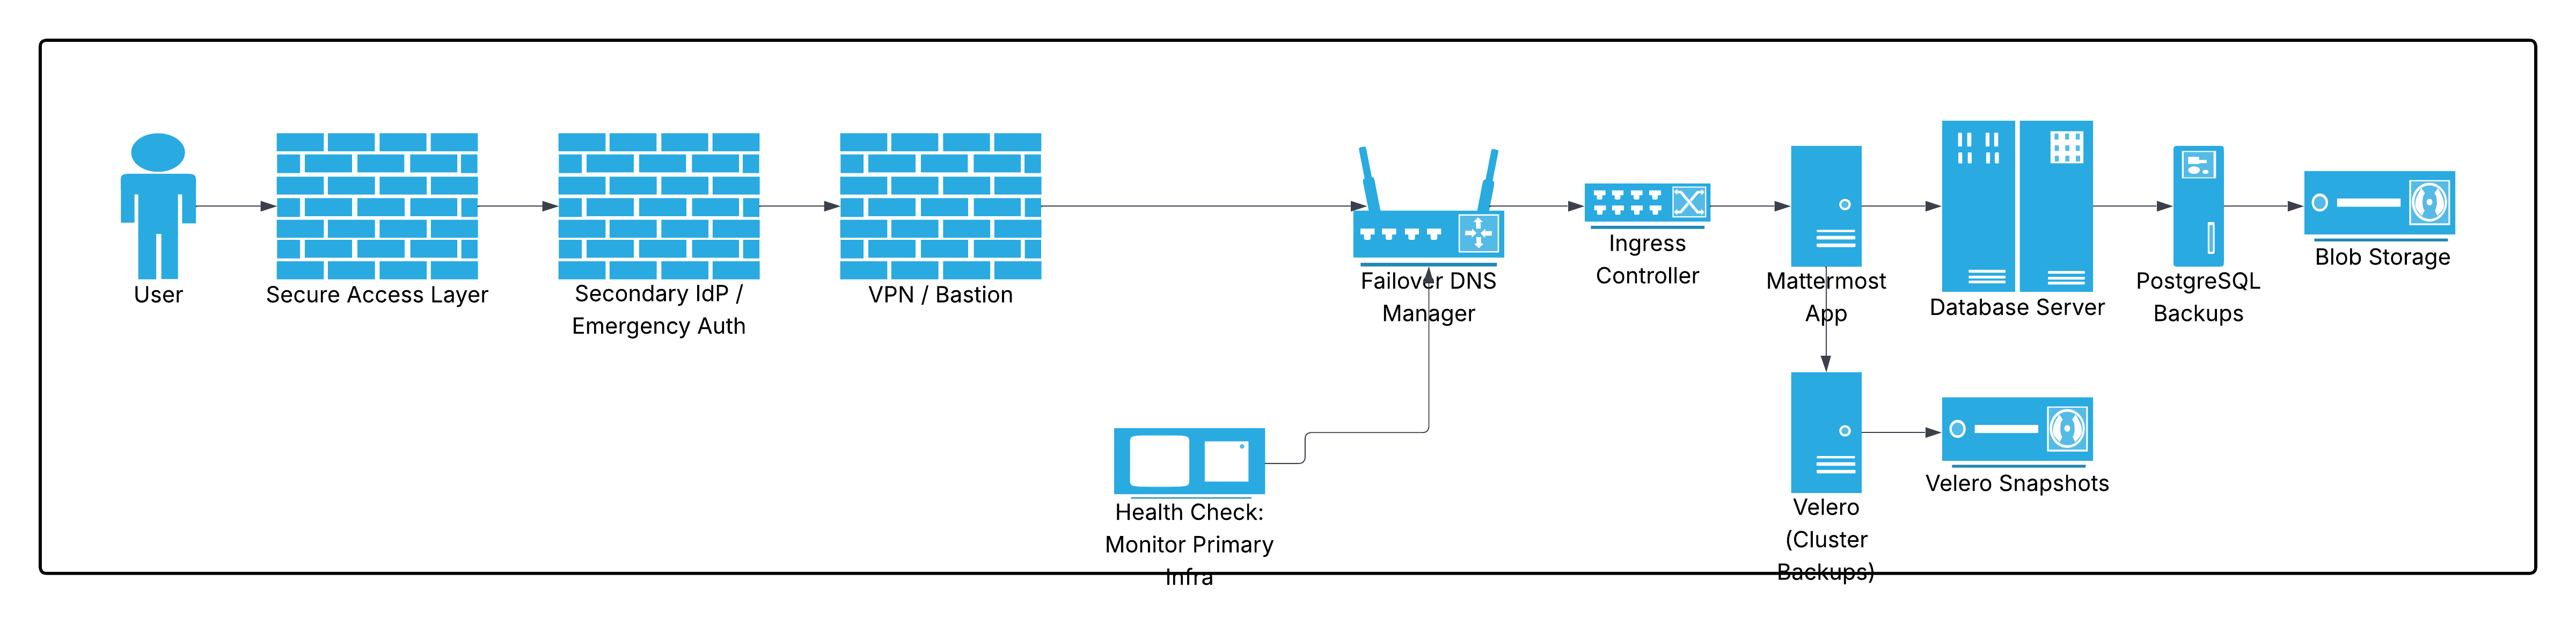 User
Secure Access Layer
Secondary IdP /
Emergency Auth
VPN / Bastion
Failover DNS
Manager
Ingress
Controller
Mattermost
App
Database Server
PostgreSQL
Backups
Blob Storage
Health Check:
Monitor Primary
Infra
Velero
(Cluster
Backups)
Velero Snapshots